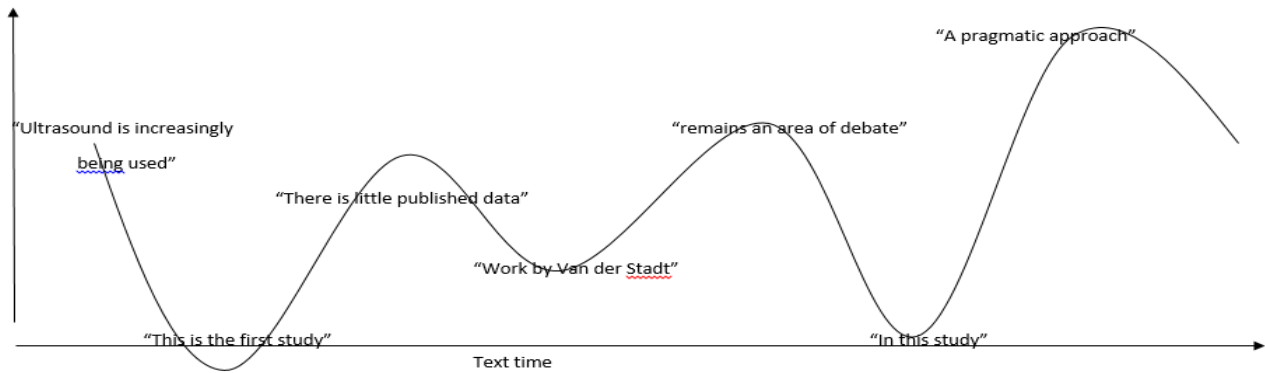 “A pragmatic approach”
“Ultrasound is increasingly
being used”
“remains an area of debate”
“There is little published data”
“Work by Van der Stadt”
“This is the first study”
“In this study”
Text time